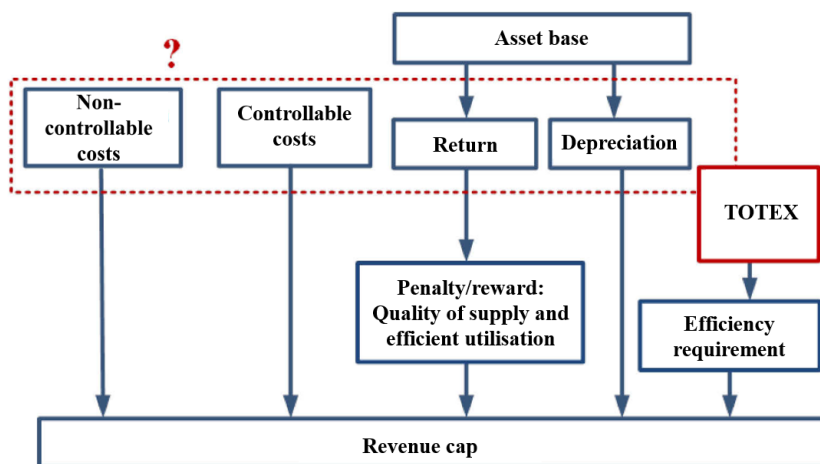 ?
Asset base
Non-
controllable
costs
Controllable
costs
Return
Depreciation
TOTEX
Penalty/reward:
Quality of supply and
efficient utilisation
Efficiency
requirement
Revenue cap